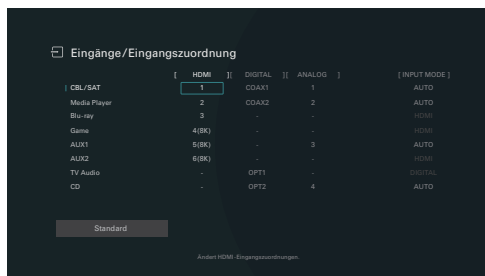 Eingänge/Eingangszuordnung
[ HDMI ][ DIGITAL ][ ANALOG ] [ INPUT MODE ]
CBL/SAT 1 COAX1 1 AUTO
Media Player 2 COAX2 2 AUTO
Blu-ray 3 - - HDMI
Game 4(8K) - - AUTO
AUX1 5(8K) - 3 AUTO
AUX2 6(8K) - - HDMI
TV Audio - OPT1 - DIGITAL
CD - OPT2 4 AUTO
Standard
Ändert HDMI-Eingangszuordnungen.